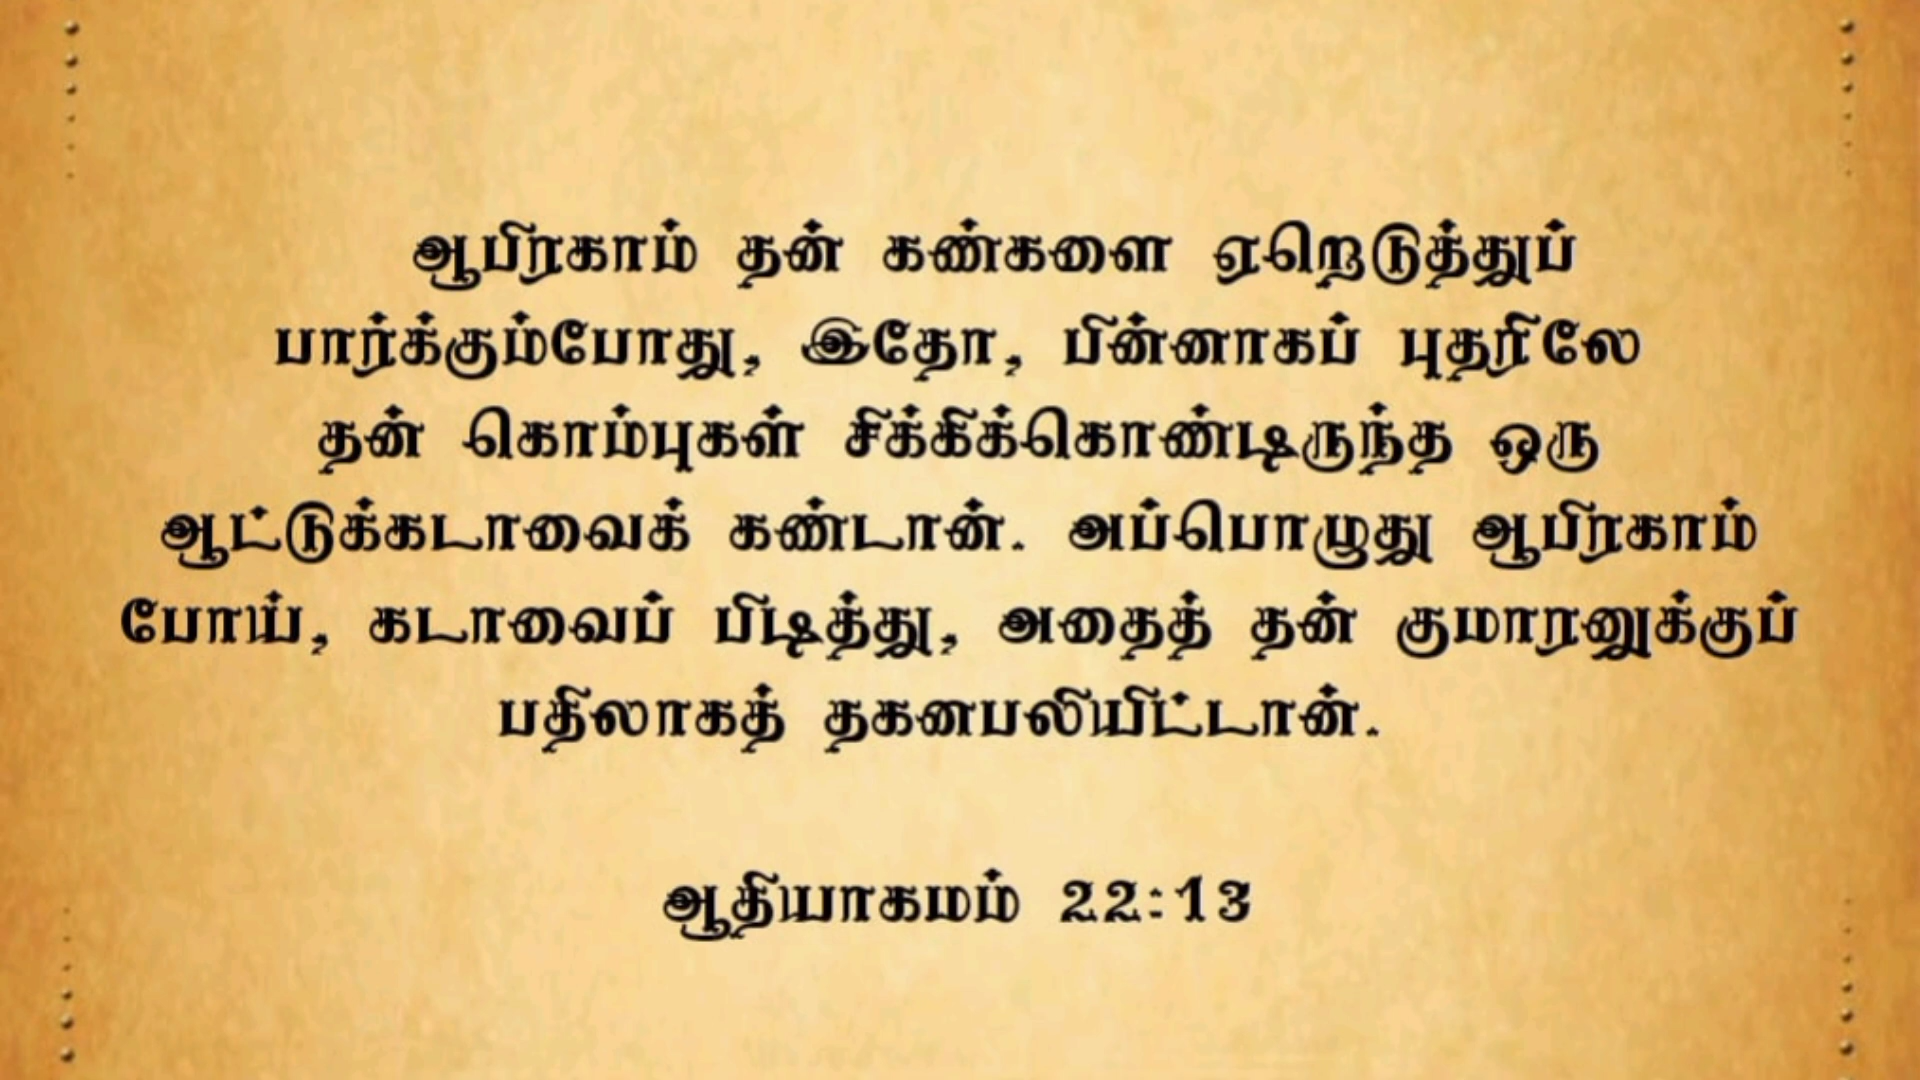 ஆபிரகாம் தன் கண்களை ஏறெடுத்துப்
பார்க்கும்போது, இதோ, பின்னாகப் புதரிலே
தன் கொம்புகள் சிக்கிக்கொண்டிருந்த ஒரு
ஆட்டுக்கடாவைக் கண்டான். அப்பொழுது ஆபிரகாம்
போய், கடாவைப் பிடித்து, அதைத் தன் குமாரனுக்குப்
பதிலாகத் தகனபலியிட்டான்.
ஆதியாகமம் 22:13